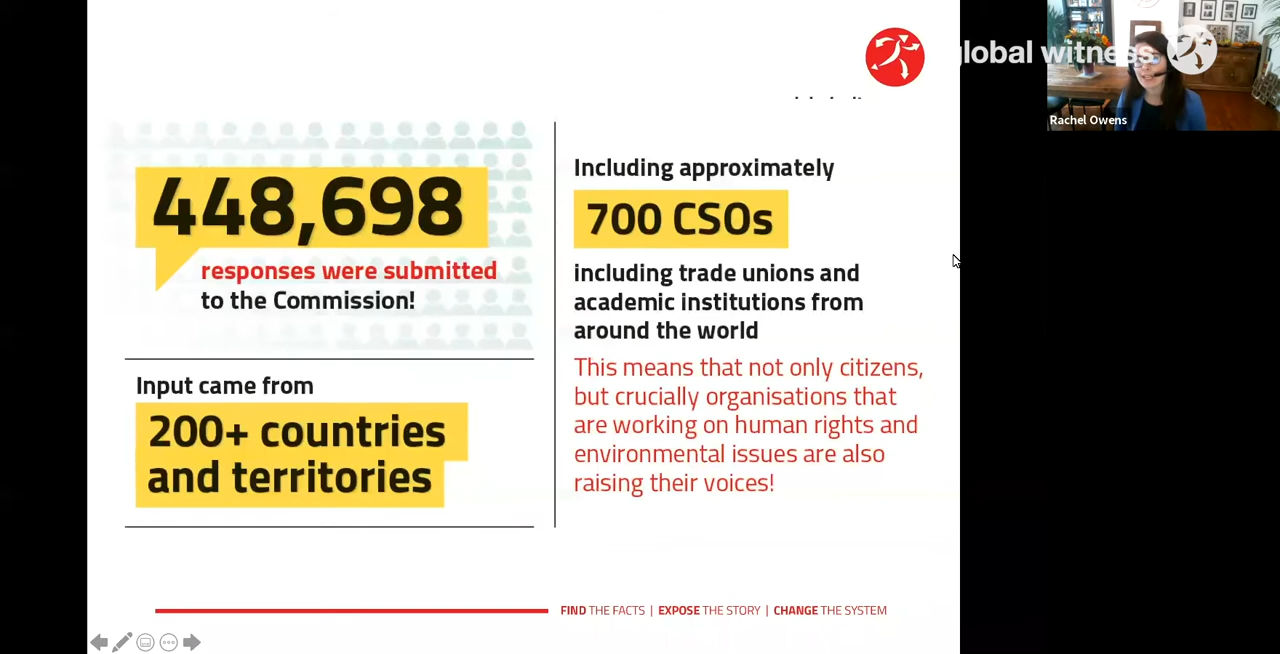 global witness
Rachel Owens
448,698
responses were submitted
to the Commission!
Input came from
200+ countries
and territories
Including approximately
700 CSOs
including trade unions and
academic institutions from
around the world
This means that not only citizens,
but crucially organisations that
are working on human rights and
environmental issues are also
raising their voices!
FIND THE FACTS | EXPOSE THE STORY | CHANGE THE SYSTEM